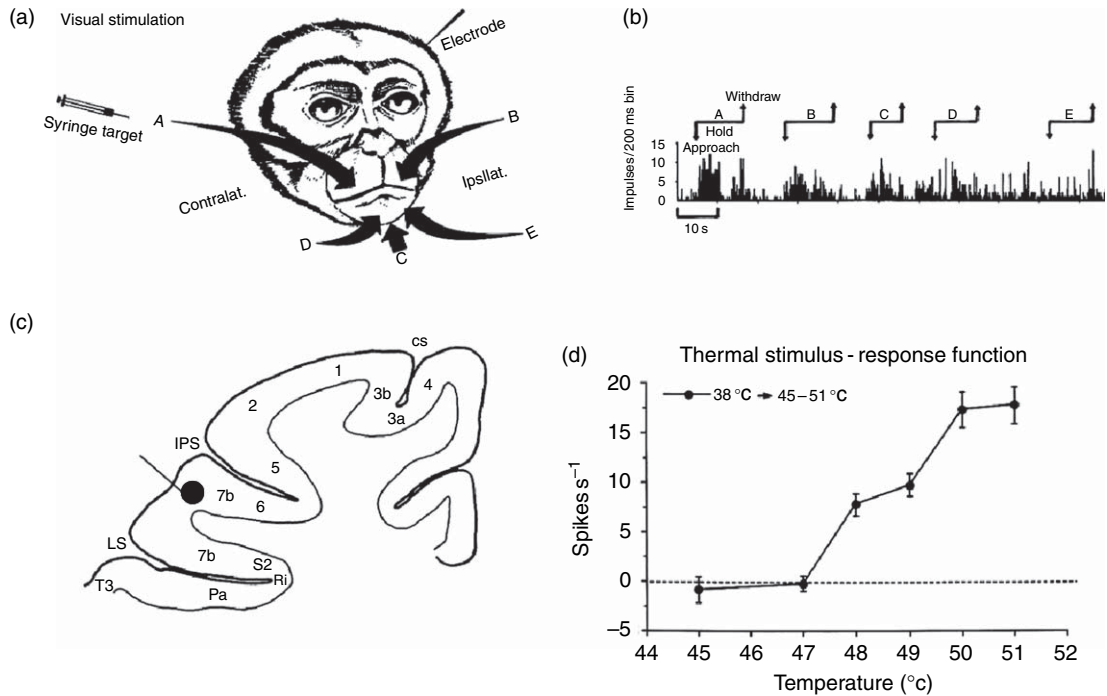 (a)
Visual stimulation
Electrode
Syringe target
A
B
Contralat.
Ipsllat.
D
C
E
(b)
Withdraw
A
B
C
D
E
Hold
Approach
Impulses/200 ms bin
15
10
5
0
10 s
(c)
cs
1
3b
4
2
3a
IPS
5
7b
6
LS
7b
S2
T3
Pa
Ri
(d)
Thermal stimulus - response function
38 °C → 45–51 °C
Spikes s⁻¹
20
15
10
5
0
–5
44 45 46 47 48 49 50 51 52
Temperature (°c)